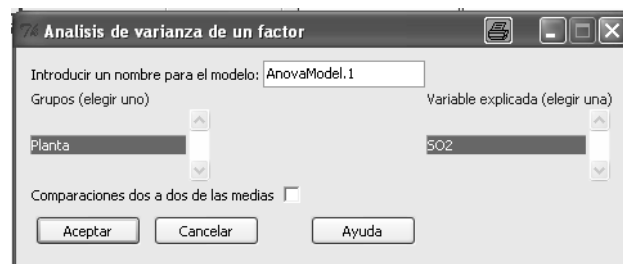 Analisis de varianza de un factor
Introducir un nombre para el modelo: AnovaModel.1
Grupos (elegir uno) Variable explicada (elegir una)
Planta SO2
Comparaciones dos a dos de las medias
Aceptar Cancelar Ayuda